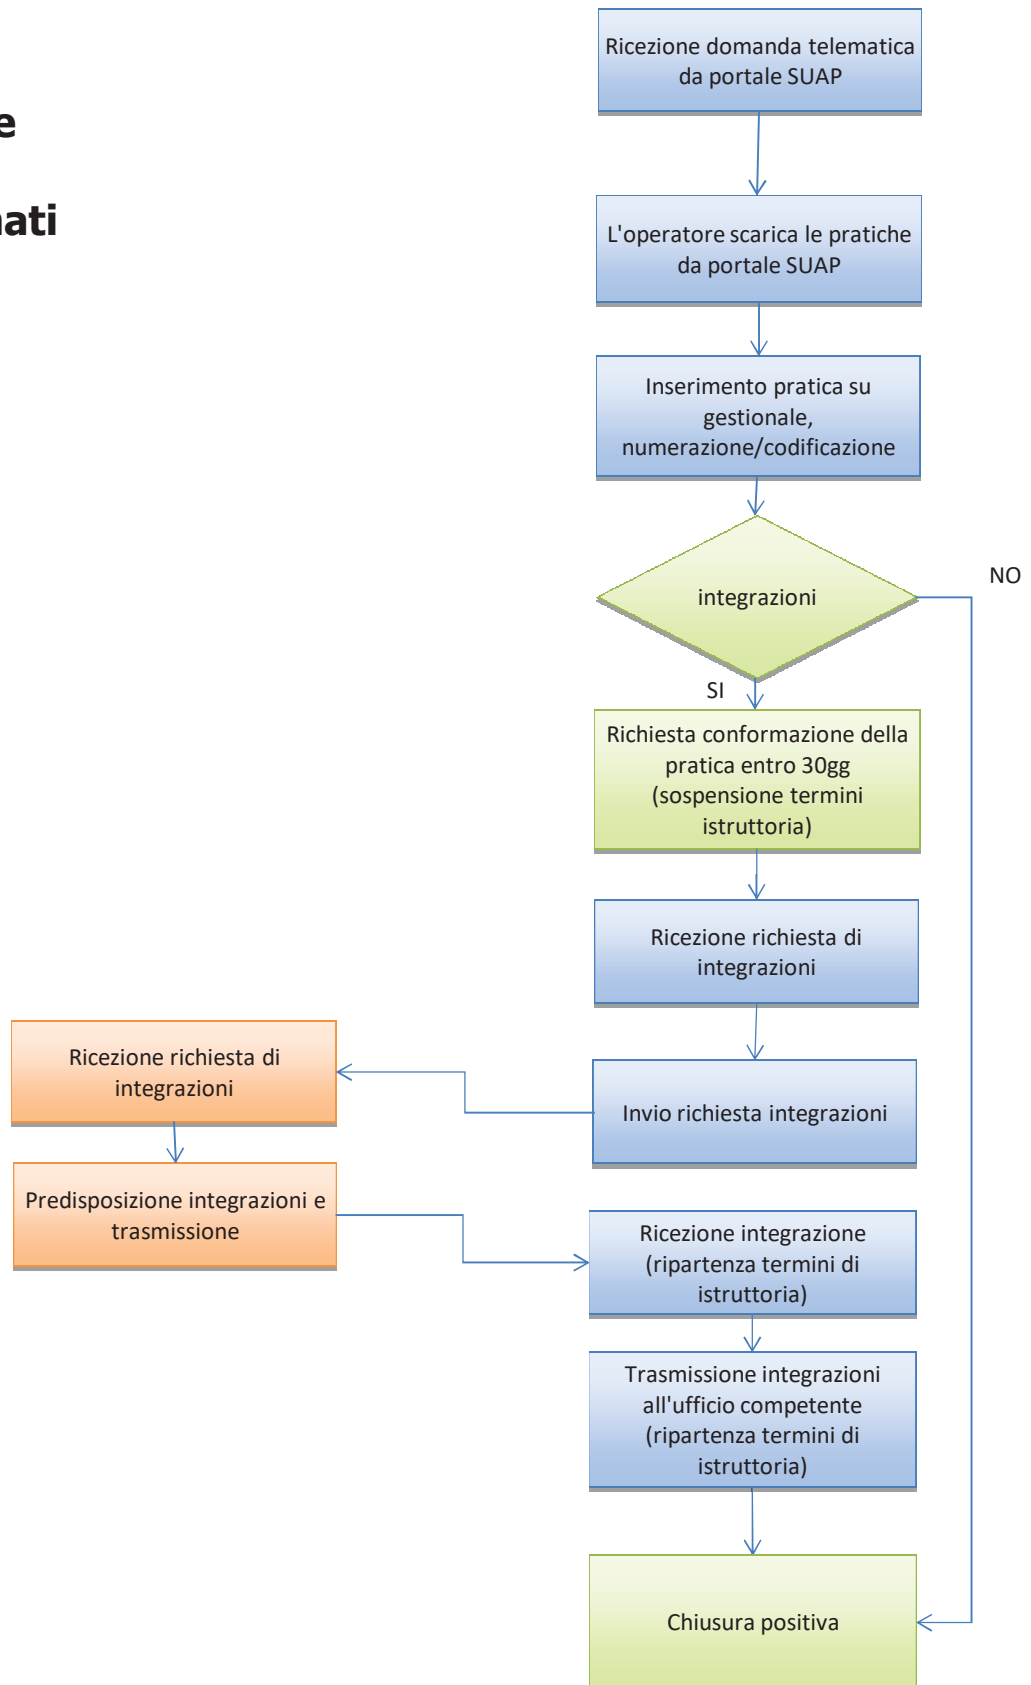 Ricezione domanda telematica
da portale SUAP
L'operatore scarica le pratiche
da portale SUAP
Inserimento pratica su
gestionale,
numerazione/codificazione
integrazioni
NO
SI
Richiesta conformazione della
pratica entro 30gg
(sospensione termini
istruttoria)
Ricezione richiesta di
integrazioni
Invio richiesta integrazioni
Ricezione richiesta di
integrazioni
Predisposizione integrazioni e
trasmissione
Ricezione integrazione
(ripartenza termini di
istruttoria)
Trasmissione integrazioni
all'ufficio competente
(ripartenza termini di
istruttoria)
Chiusura positiva